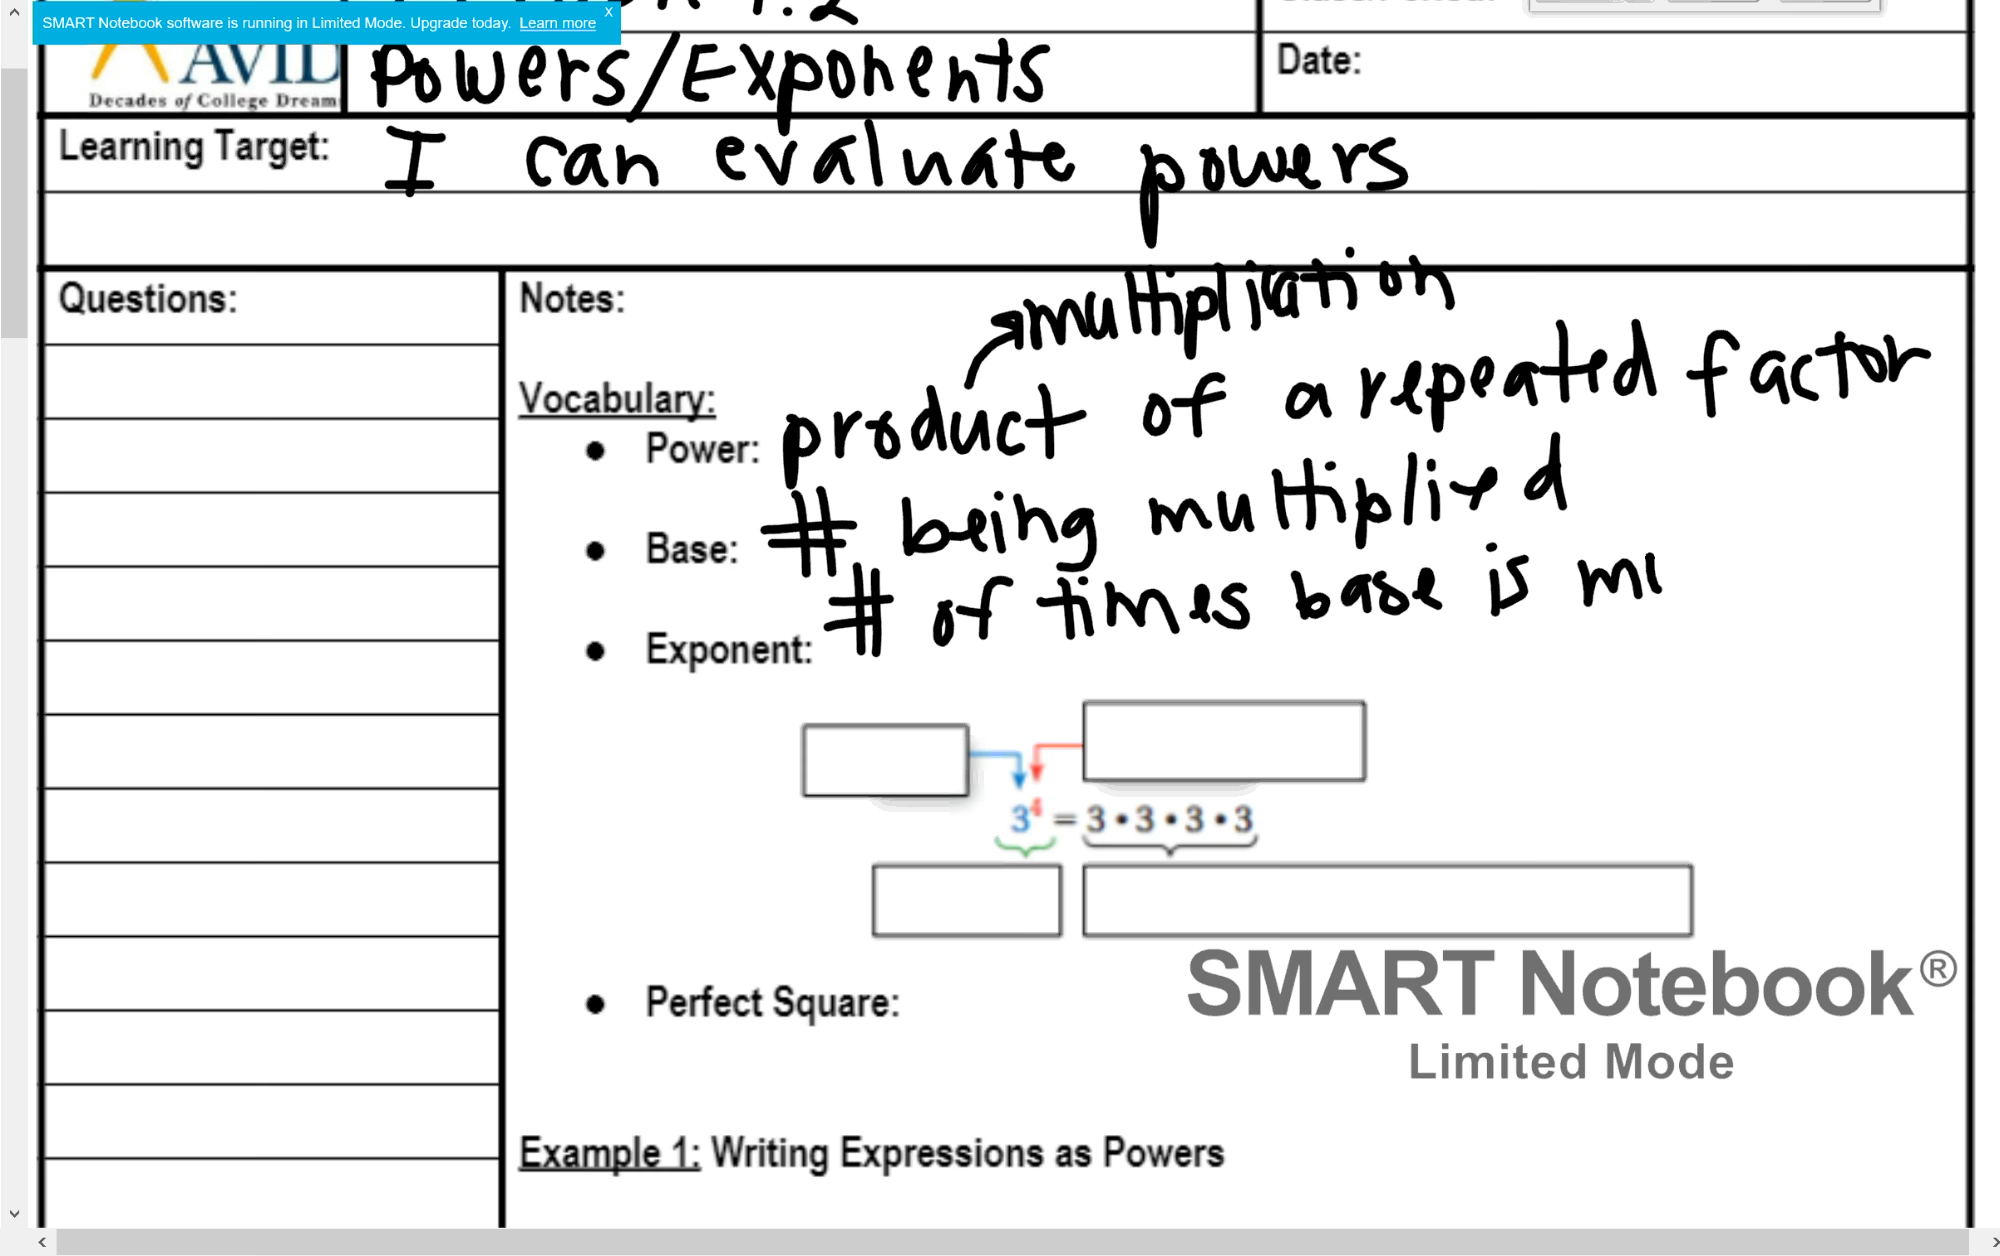 SMART Notebook software is running in Limited Mode. Upgrade today. Learn more X
AVID
Decades of College Dream
Powers/Exponents
Date:
Learning Target: I can evaluate powers
Questions:
Notes:
multiplication
Vocabulary:
Power: product of a repeated factor
Base: # being multiplied
Exponent: # of times base is mu
3⁴ = 3 • 3 • 3 • 3
Perfect Square:
SMART Notebook®
Limited Mode
Example 1: Writing Expressions as Powers